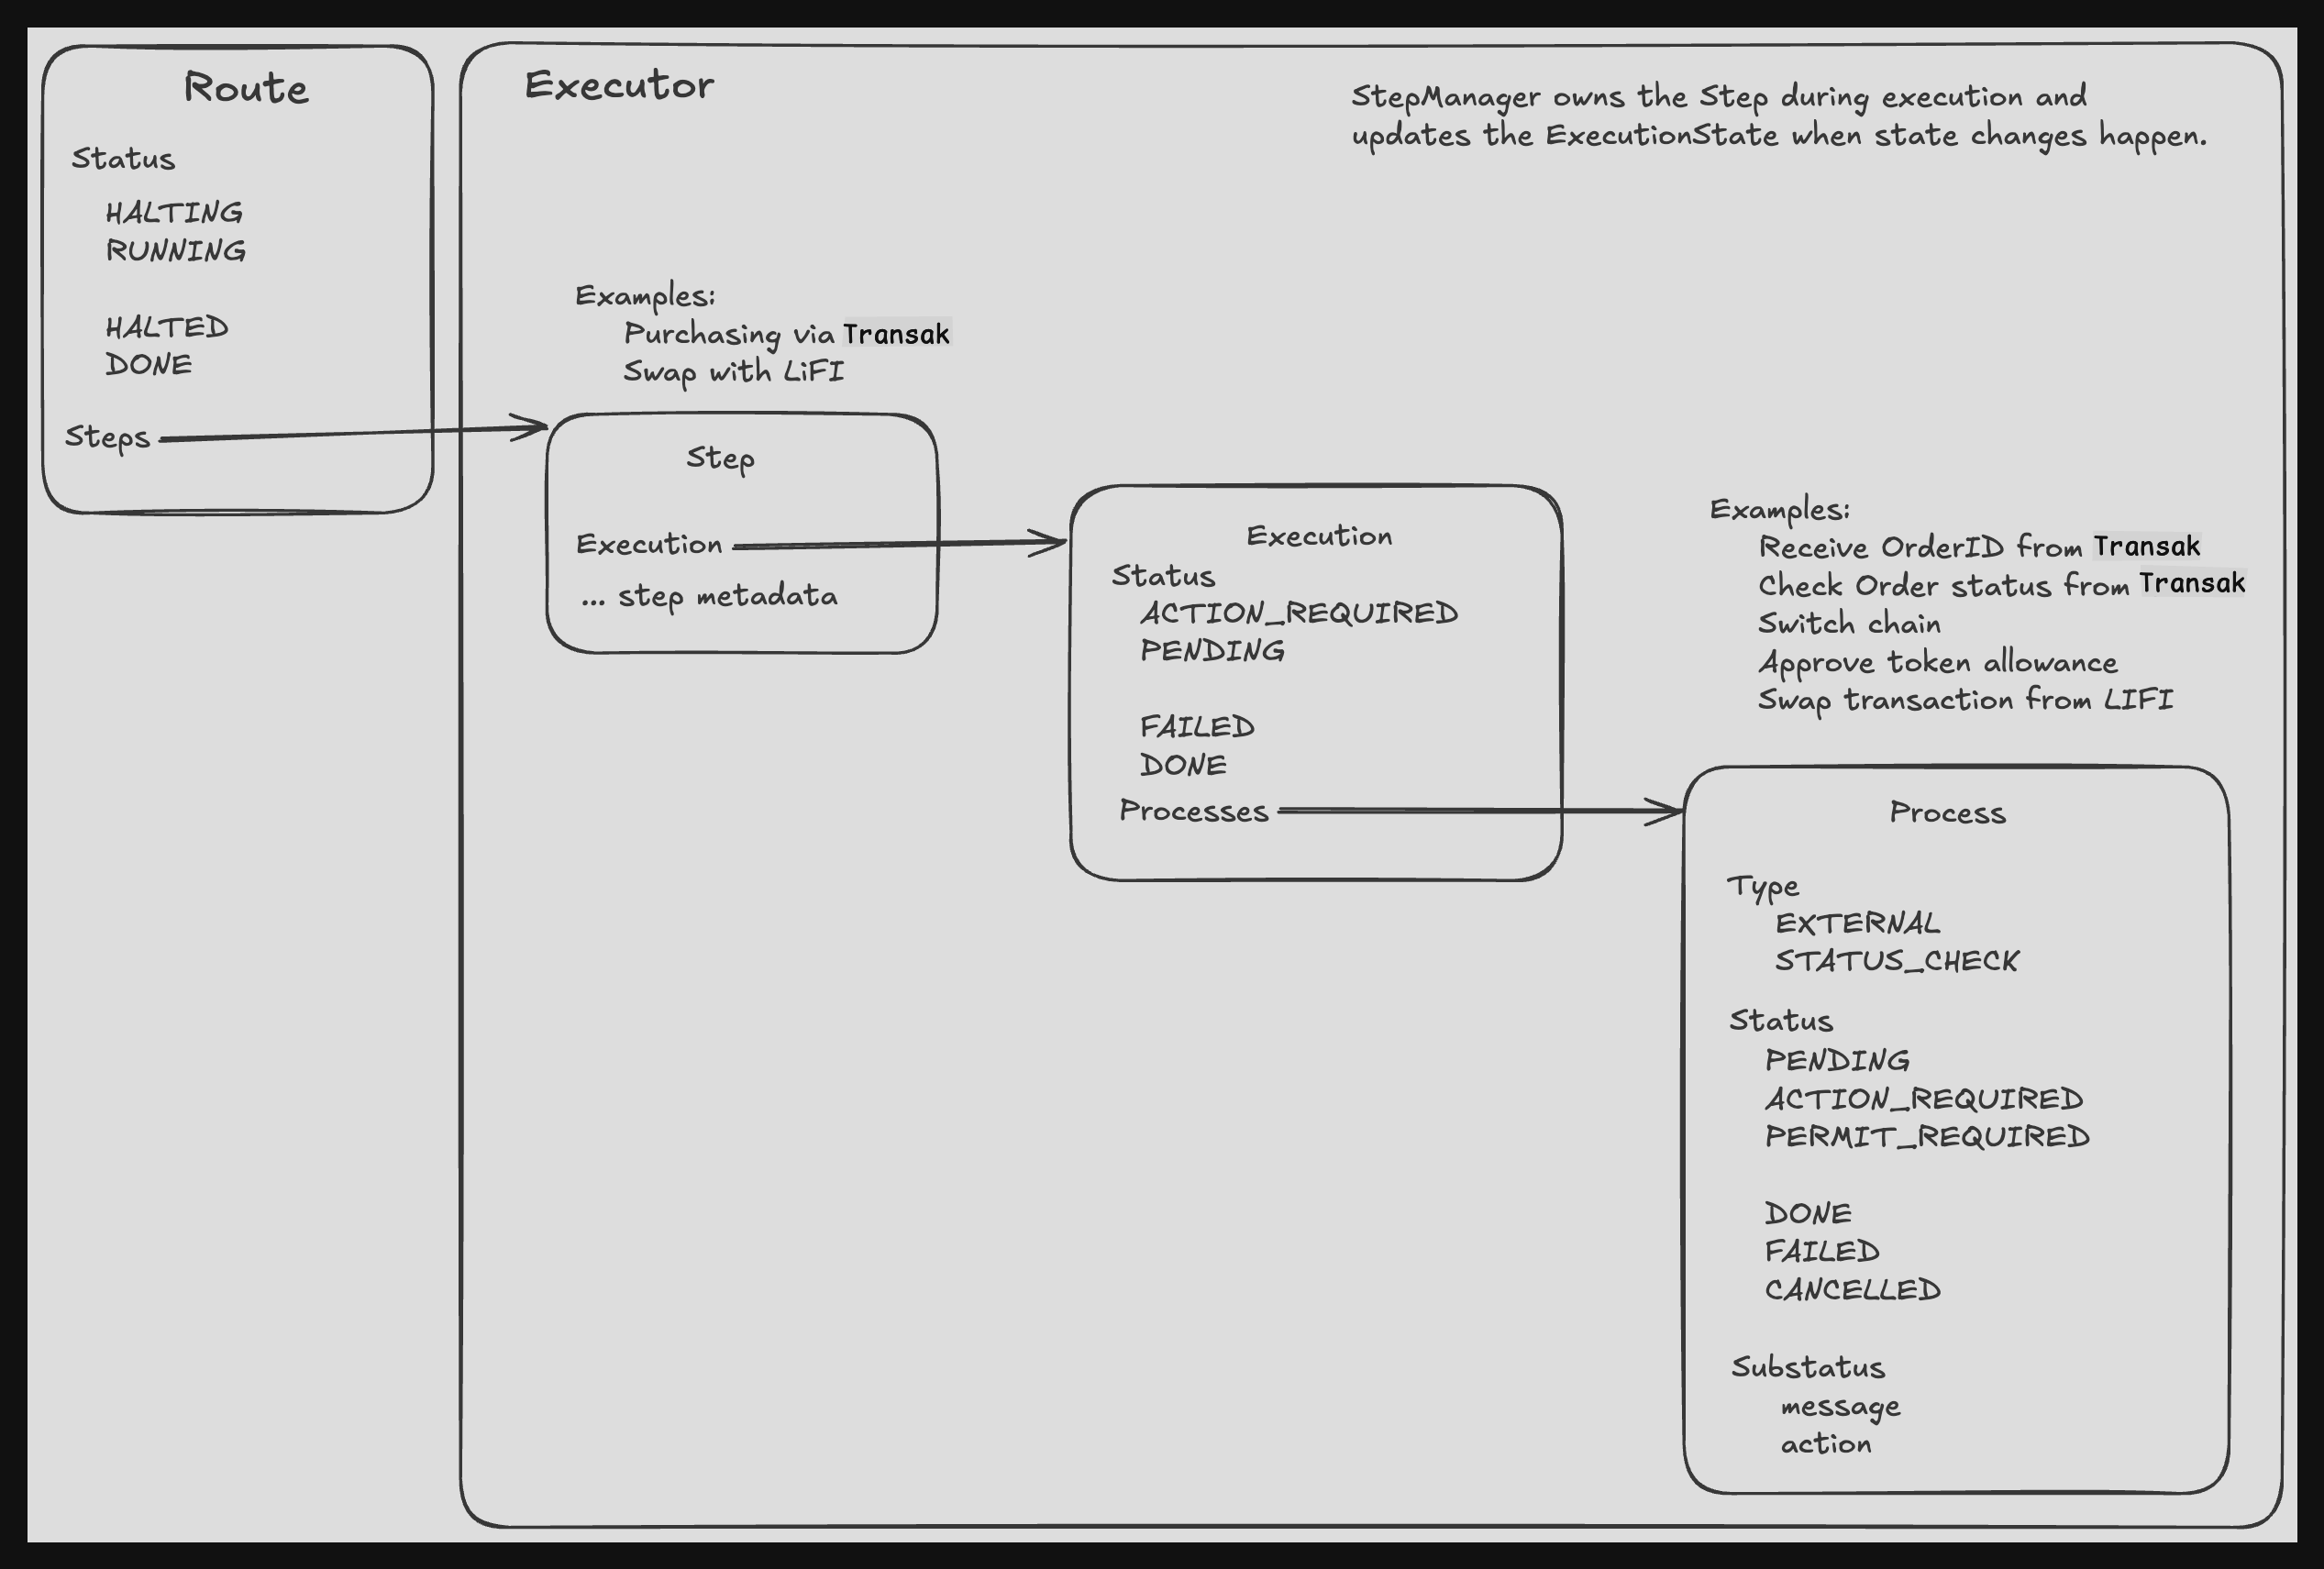 Route
Status
HALTING
RUNNING
HALTED
DONE
Steps
Executor
StepManager owns the Step during execution and
updates the ExecutionState when state changes happen.
Examples:
Purchasing via Transak
Swap with LiFI
Step
Execution
... step metadata
Execution
Status
ACTION_REQUIRED
PENDING
FAILED
DONE
Processes
Examples:
Receive OrderID from Transak
Check Order status from Transak
Switch chain
Approve token allowance
Swap transaction from LIFI
Process
Type
EXTERNAL
STATUS_CHECK
Status
PENDING
ACTION_REQUIRED
PERMIT_REQUIRED
DONE
FAILED
CANCELLED
Substatus
message
action